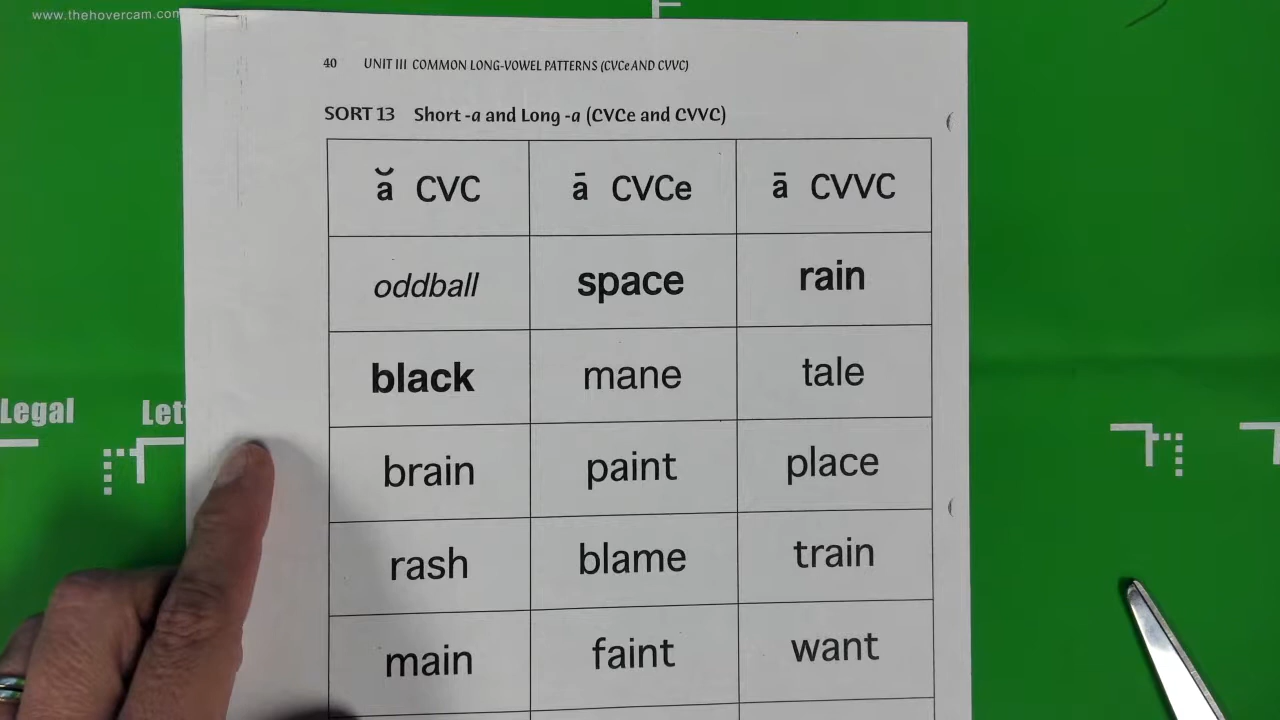 www.thehovercam.com
40 UNIT III COMMON LONG-VOWEL PATTERNS (CVCe AND CVVC)
SORT 13 Short -a and Long -a (CVCe and CVVC)
ă CVC ā CVCe ā CVVC
oddball space rain
black mane tale
brain paint place
rash blame train
main faint want
Legal